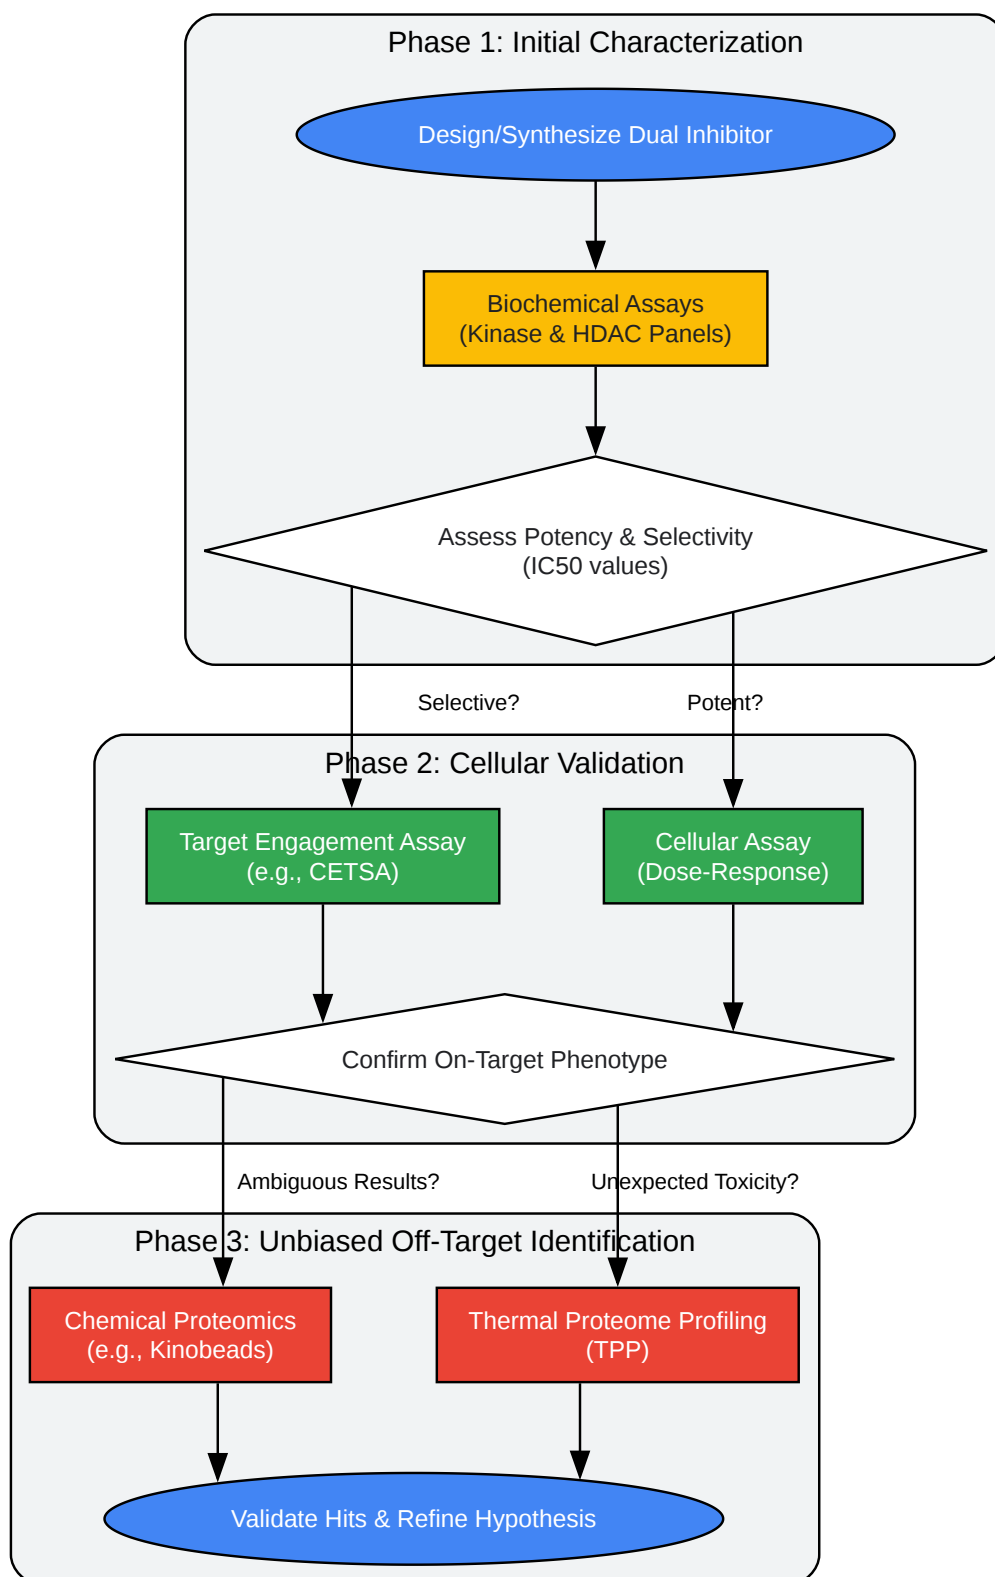 Phase 1: Initial Characterization
Design/Synthesize Dual Inhibitor
Biochemical Assays
(Kinase & HDAC Panels)
Assess Potency & Selectivity
(IC50 values)
Selective?
Potent?
Phase 2: Cellular Validation
Target Engagement Assay
(e.g., CETSA)
Cellular Assay
(Dose-Response)
Confirm On-Target Phenotype
Ambiguous Results?
Unexpected Toxicity?
Phase 3: Unbiased Off-Target Identification
Chemical Proteomics
(e.g., Kinobeads)
Thermal Proteome Profiling
(TPP)
Validate Hits & Refine Hypothesis